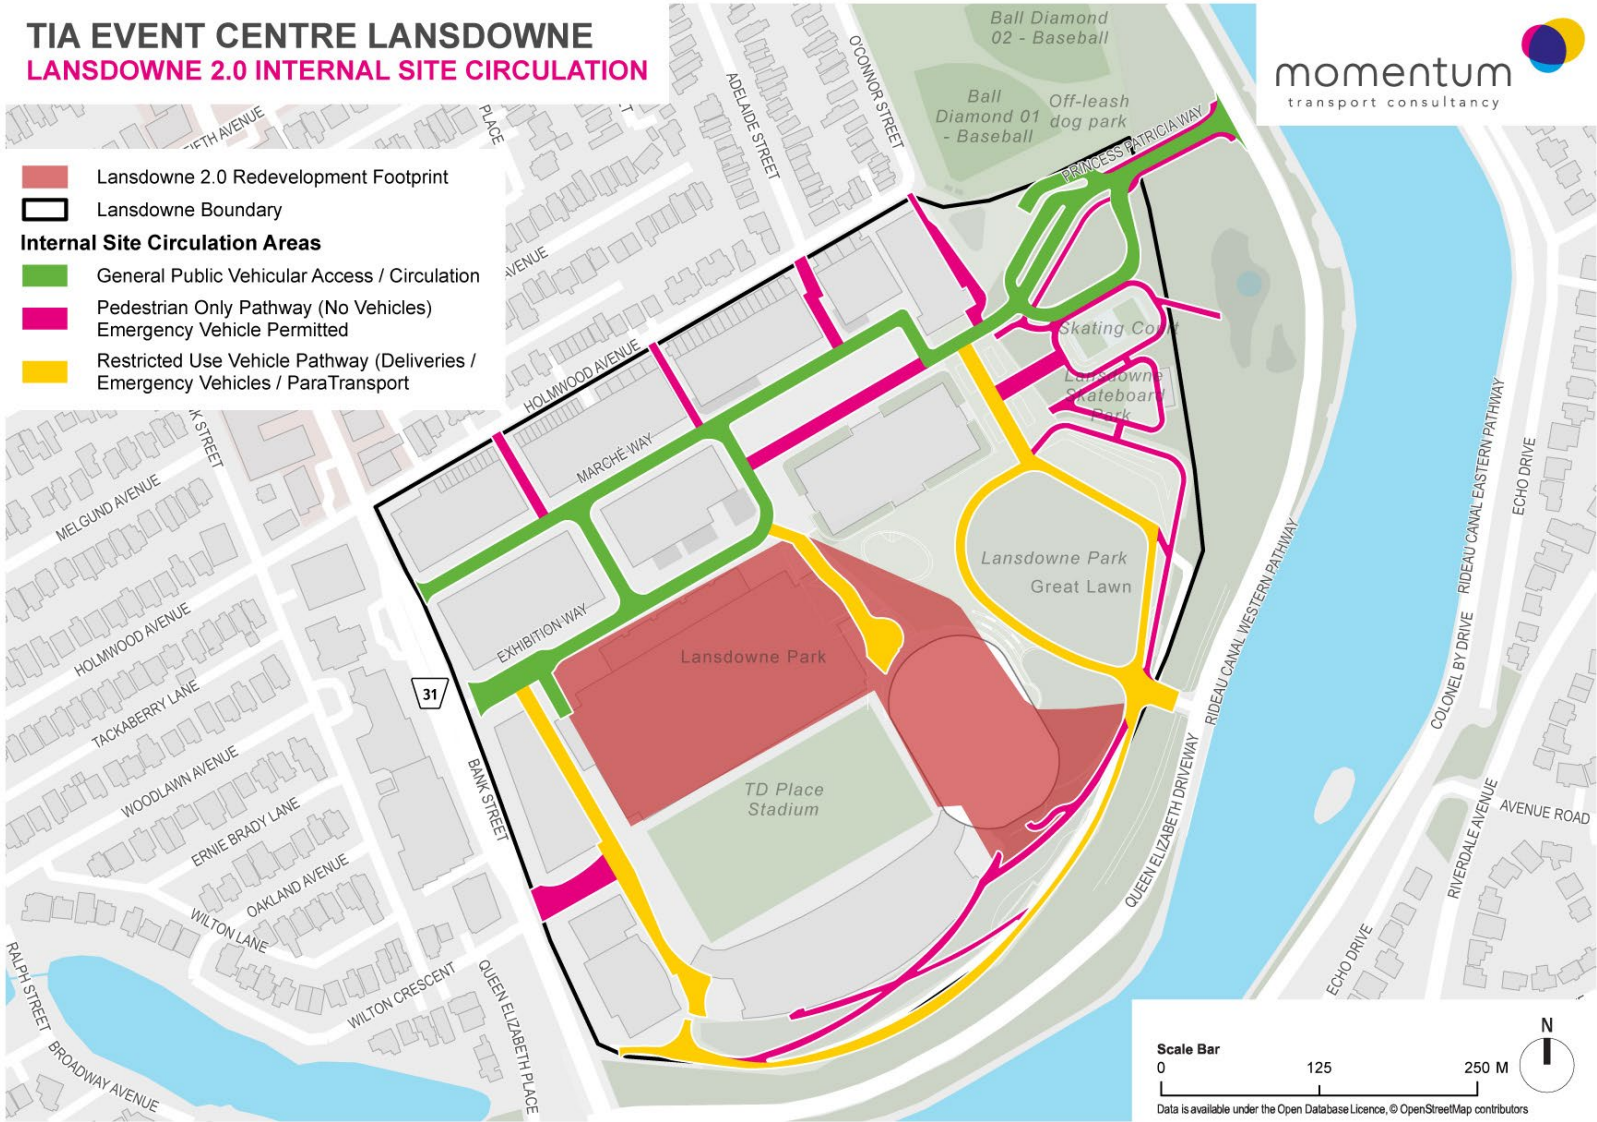 TIA EVENT CENTRE LANSDOWNE
LANSDOWNE 2.0 INTERNAL SITE CIRCULATION
momentum
transport consultancy
Lansdowne 2.0 Redevelopment Footprint
Lansdowne Boundary
Internal Site Circulation Areas
General Public Vehicular Access / Circulation
Pedestrian Only Pathway (No Vehicles)
Emergency Vehicle Permitted
Restricted Use Vehicle Pathway (Deliveries /
Emergency Vehicles / ParaTransport
Ball Diamond
02 - Baseball
Ball
Diamond 01
- Baseball
Off-leash
dog park
PRINCESS PATRICIA WAY
O'CONNOR STREET
ADELAIDE STREET
PLACE
FIFTH AVENUE
AVENUE
HOLMWOOD AVENUE
MARCHÉ WAY
EXHIBITION WAY
Skating Court
Lansdowne
Skateboard
Park
Lansdowne Park
Great Lawn
Lansdowne Park
TD Place
Stadium
31
BANK STREET
MELGUND AVENUE
HOLMWOOD AVENUE
TACKABERRY LANE
WOODLAWN AVENUE
ERNIE BRADY LANE
OAKLAND AVENUE
WILTON LANE
WILTON CRESCENT
QUEEN ELIZABETH PLACE
RALPH STREET
BROADWAY AVENUE
QUEEN ELIZABETH DRIVEWAY
RIDEAU CANAL WESTERN PATHWAY
RIDEAU CANAL EASTERN PATHWAY
COLONEL BY DRIVE
ECHO DRIVE
AVENUE ROAD
RIVERDALE AVENUE
ECHO DRIVE
Scale Bar
0 125 250 M
N
Data is available under the Open Database Licence, © OpenStreetMap contributors